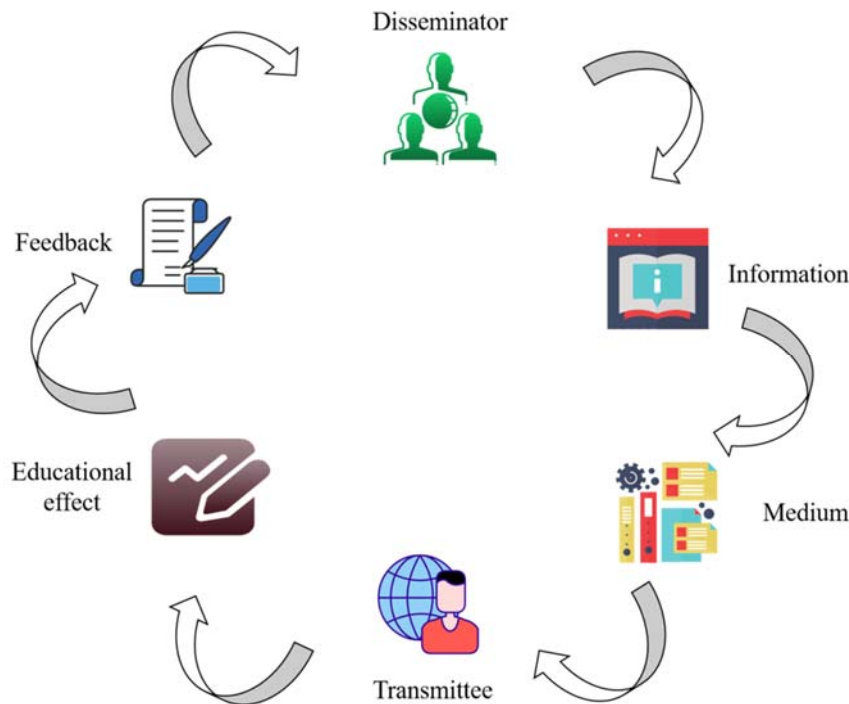 Disseminator
Information
Medium
Transmittee
Educational
effect
Feedback